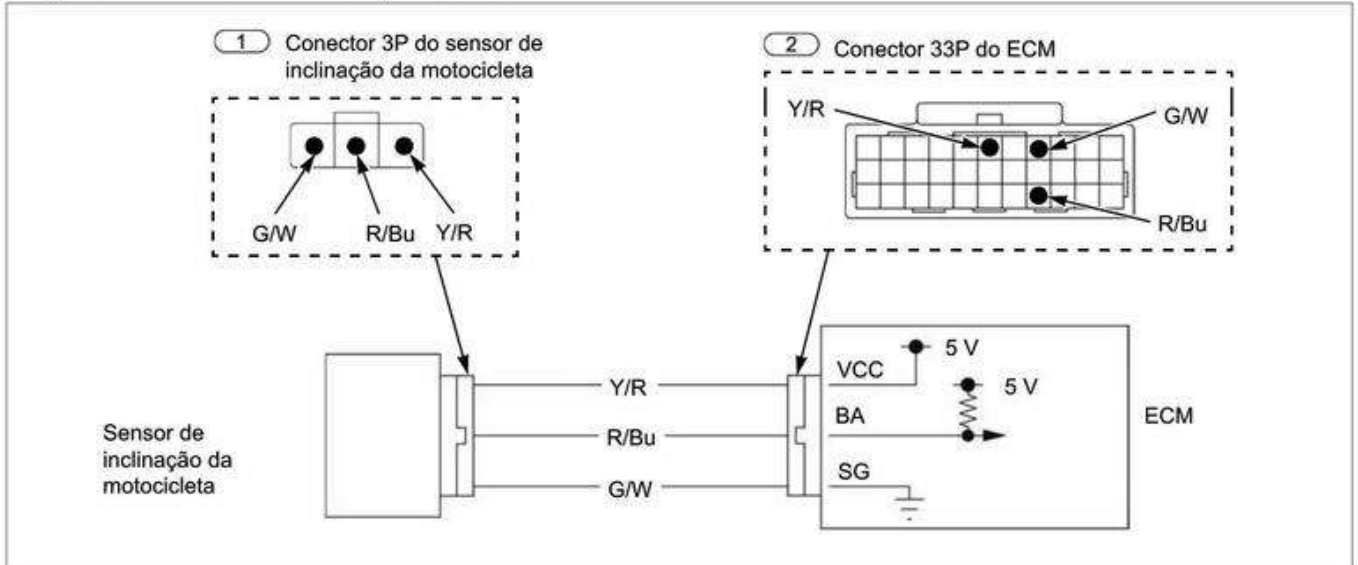 1 Conector 3P do sensor de
inclinação da motocicleta
G/W R/Bu Y/R
2 Conector 33P do ECM
Y/R G/W
R/Bu
Sensor de
inclinação da
motocicleta
Y/R
R/Bu
G/W
VCC 5 V
BA 5 V
SG
ECM